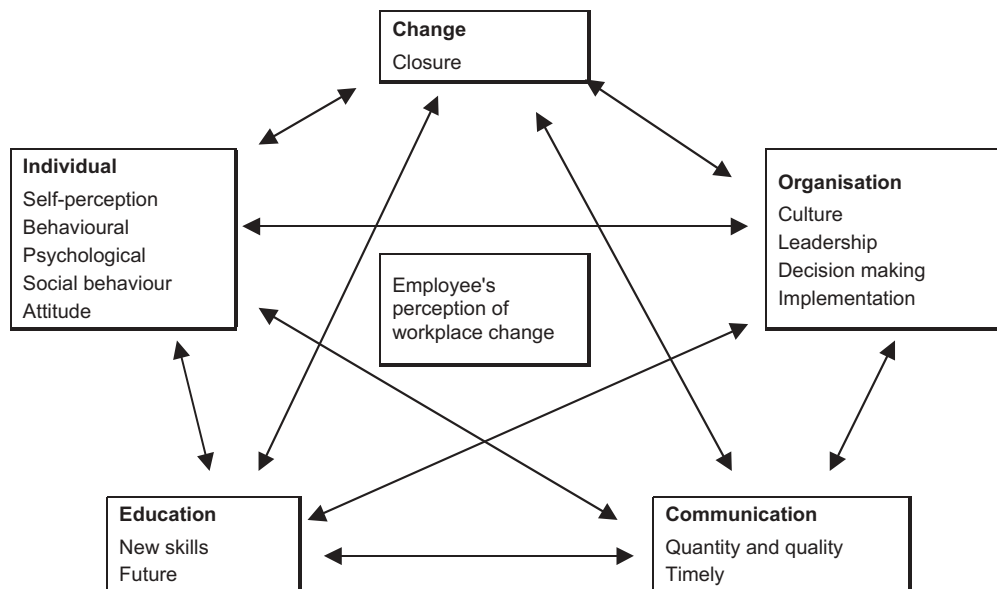 Change
Closure
Individual
Self-perception
Behavioural
Psychological
Social behaviour
Attitude
Organisation
Culture
Leadership
Decision making
Implementation
Employee's
perception of
workplace change
Education
New skills
Future
Communication
Quantity and quality
Timely